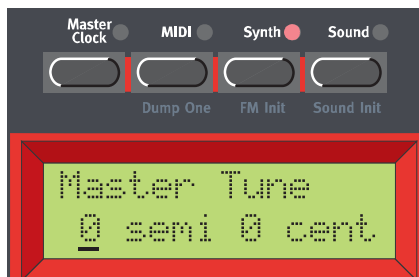 Master Clock MIDI Synth Sound
Dump One FM Init Sound Init
Master Tune
0 semi 0 cent